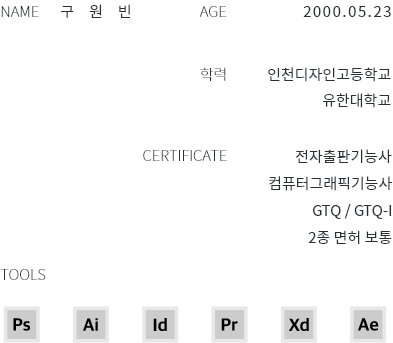 NAME 구 원 빈 AGE 2000.05.23
학력 인천디자인고등학교
유한대학교
CERTIFICATE 전자출판기능사
컴퓨터그래픽기능사
GTQ / GTQ-I
2종 면허 보통
TOOLS
Ps Ai Id Pr Xd Ae